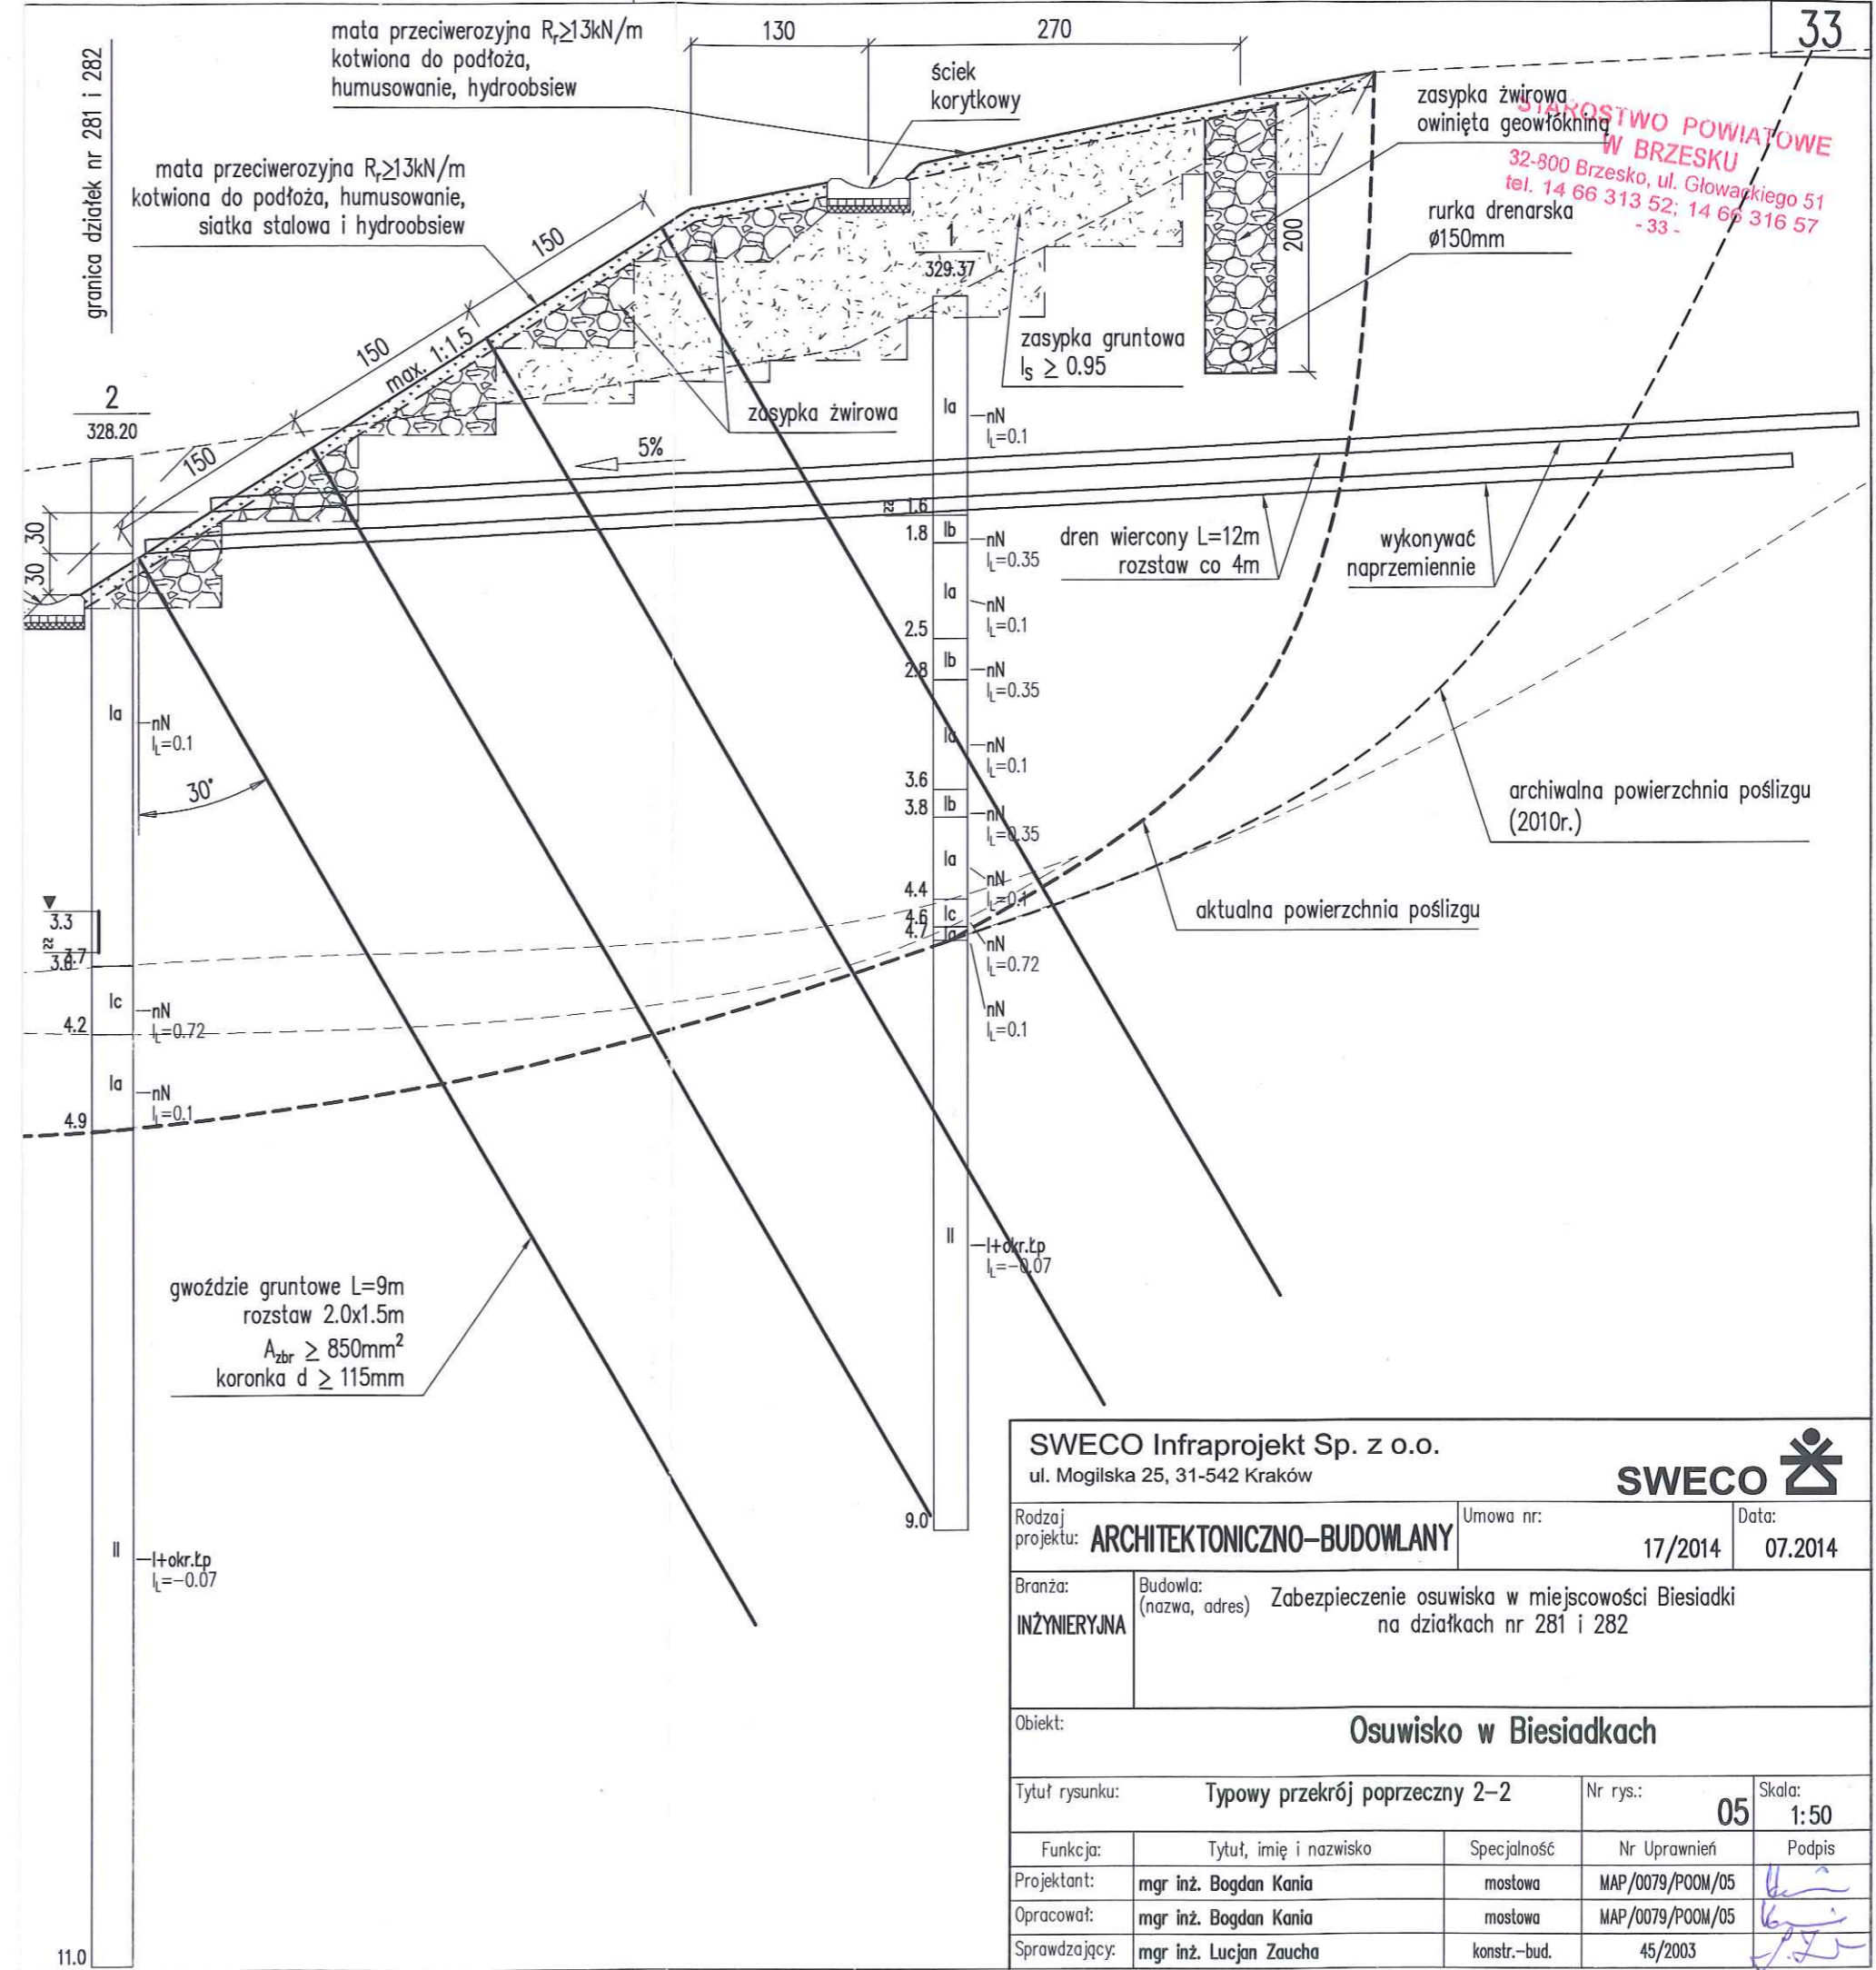 33
granica działek nr 281 i 282
mata przeciwerozyjna Rr≥13kN/m
kotwiona do podłoża,
humusowanie, hydroobsiew
130
270
ściek
korytkowy
zasypka żwirowa
owinięta geowłókniną
STAROSTWO POWIATOWE
W BRZESKU
32-800 Brzesko, ul. Głowackiego 51
tel. 14 66 313 52; 14 66 316 57
- 33 -
mata przeciwerozyjna Rr≥13kN/m
kotwiona do podłoża, humusowanie,
siatka stalowa i hydroobsiew
rurka drenarska
ø150mm
200
150
150
150
max. 1:1.5
1
329.37
zasypka gruntowa
Is ≥ 0.95
zasypka żwirowa
2
328.20
5%
30
30
dren wiercony L=12m
rozstaw co 4m
wykonywać
naprzemiennie
Ia
nN
IL=0.1
1.6
1.8
Ib
nN
IL=0.35
Ia
nN
IL=0.1
2.5
Ib
nN
IL=0.35
2.8
Ia
nN
IL=0.1
3.6
3.8
Ib
nN
IL=0.35
Ia
nN
IL=0.1
4.4
4.6
Ic
nN
IL=0.72
4.7
Ia
nN
IL=0.1
II
I+okr.Łp
IL=-0.07
9.0
Ia
nN
IL=0.1
30°
3.3
3.7
Ic
nN
IL=0.72
4.2
Ia
nN
IL=0.1
4.9
II
I+okr.Łp
IL=-0.07
11.0
archiwalna powierzchnia poślizgu
(2010r.)
aktualna powierzchnia poślizgu
gwoździe gruntowe L=9m
rozstaw 2.0x1.5m
Azbr ≥ 850mm²
koronka d ≥ 115mm
SWECO Infraprojekt Sp. z o.o.
ul. Mogilska 25, 31-542 Kraków
SWECO
Rodzaj projektu: ARCHITEKTONICZNO-BUDOWLANY
Umowa nr: 17/2014
Data: 07.2014
Branża: INŻYNIERYJNA
Budowla: (nazwa, adres)
Zabezpieczenie osuwiska w miejscowości Biesiadki
na działkach nr 281 i 282
Obiekt: Osuwisko w Biesiadkach
Tytuł rysunku: Typowy przekrój poprzeczny 2-2
Nr rys.: 05
Skala: 1:50
Funkcja: Tytuł, imię i nazwisko Specjalność Nr Uprawnień Podpis
Projektant: mgr inż. Bogdan Kania mostowa MAP/0079/POOM/05
Opracował: mgr inż. Bogdan Kania mostowa MAP/0079/POOM/05
Sprawdzający: mgr inż. Lucjan Zaucha konstr.-bud. 45/2003